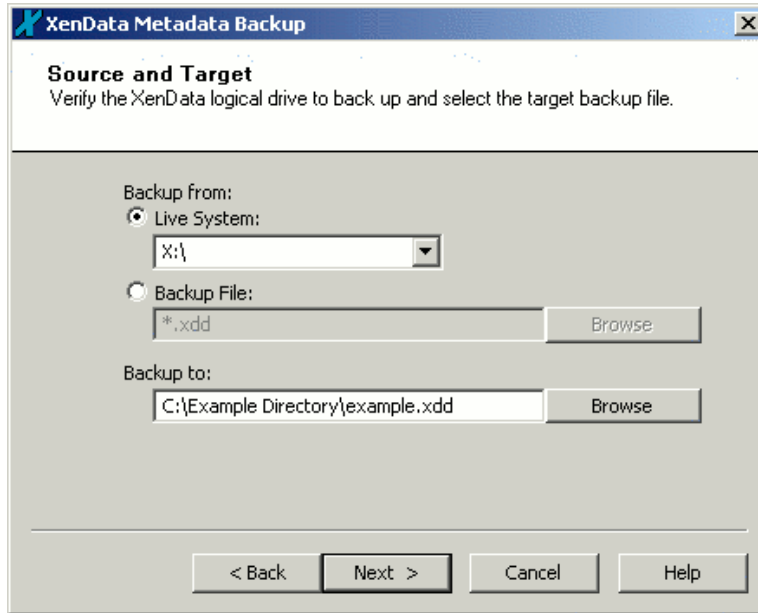 XenData Metadata Backup
Source and Target
Verify the XenData logical drive to back up and select the target backup file.
Backup from:
Live System:
X:\
Backup File:
*.xdd
Browse
Backup to:
C:\Example Directory\example.xdd
Browse
< Back
Next >
Cancel
Help